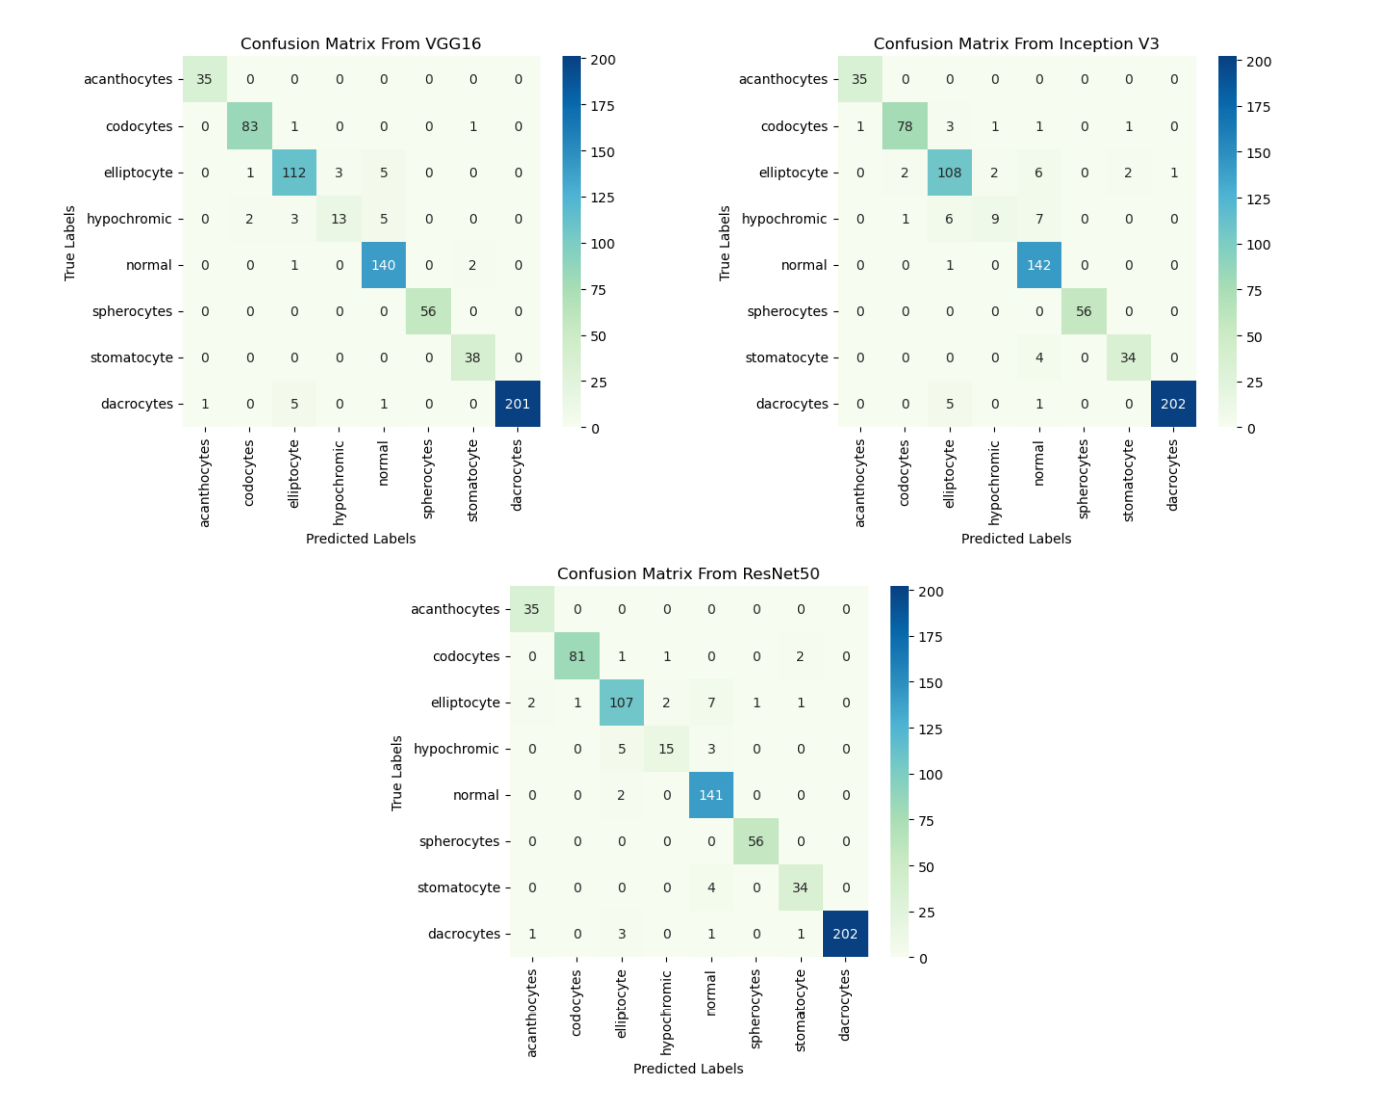 Confusion Matrix From VGG16
acanthocytes 35 0 0 0 0 0 0 0
codocytes 0 83 1 0 0 0 1 0
elliptocyte 0 1 112 3 5 0 0 0
hypochromic 0 2 3 13 5 0 0 0
normal 0 0 1 0 140 0 2 0
spherocytes 0 0 0 0 0 56 0 0
stomatocyte 0 0 0 0 0 0 38 0
dacrocytes 1 0 5 0 1 0 0 201
True Labels
acanthocytes codocytes elliptocyte hypochromic normal spherocytes stomatocyte dacrocytes
Predicted Labels
200
175
150
125
100
75
50
25
0
Confusion Matrix From Inception V3
acanthocytes 35 0 0 0 0 0 0 0
codocytes 1 78 3 1 1 0 1 0
elliptocyte 0 2 108 2 6 0 2 1
hypochromic 0 1 6 9 7 0 0 0
normal 0 0 1 0 142 0 0 0
spherocytes 0 0 0 0 0 56 0 0
stomatocyte 0 0 0 0 4 0 34 0
dacrocytes 0 0 5 0 1 0 0 202
True Labels
acanthocytes codocytes elliptocyte hypochromic normal spherocytes stomatocyte dacrocytes
Predicted Labels
200
175
150
125
100
75
50
25
0
Confusion Matrix From ResNet50
acanthocytes 35 0 0 0 0 0 0 0
codocytes 0 81 1 1 0 0 2 0
elliptocyte 2 1 107 2 7 1 1 0
hypochromic 0 0 5 15 3 0 0 0
normal 0 0 2 0 141 0 0 0
spherocytes 0 0 0 0 0 56 0 0
stomatocyte 0 0 0 0 4 0 34 0
dacrocytes 1 0 3 0 1 0 1 202
True Labels
acanthocytes codocytes elliptocyte hypochromic normal spherocytes stomatocyte dacrocytes
Predicted Labels
200
175
150
125
100
75
50
25
0